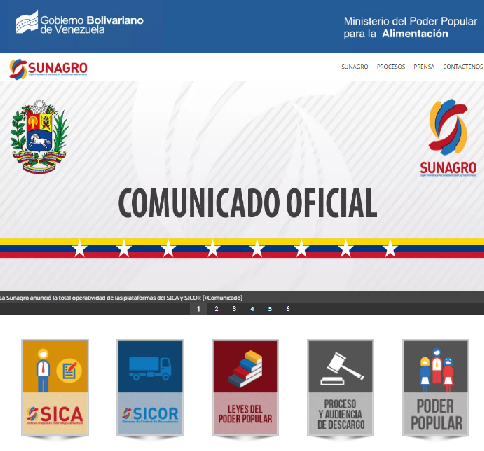 Gobierno Bolivariano
de Venezuela
Ministerio del Poder Popular
para la Alimentación
SUNAGRO
SUNAGRO PROCESOS PRENSA CONTACTENOS
SUNAGRO
COMUNICADO OFICIAL
La Sunagro anunció la total operatividad de las plataformas del SICA y SICOR (+Comunicado)
1 2 3 4 5 6
SICA
SICOR
LEYES DEL
PODER POPULAR
PROCESO
Y AUDIENCIA
DE DESCARGO
PODER
POPULAR